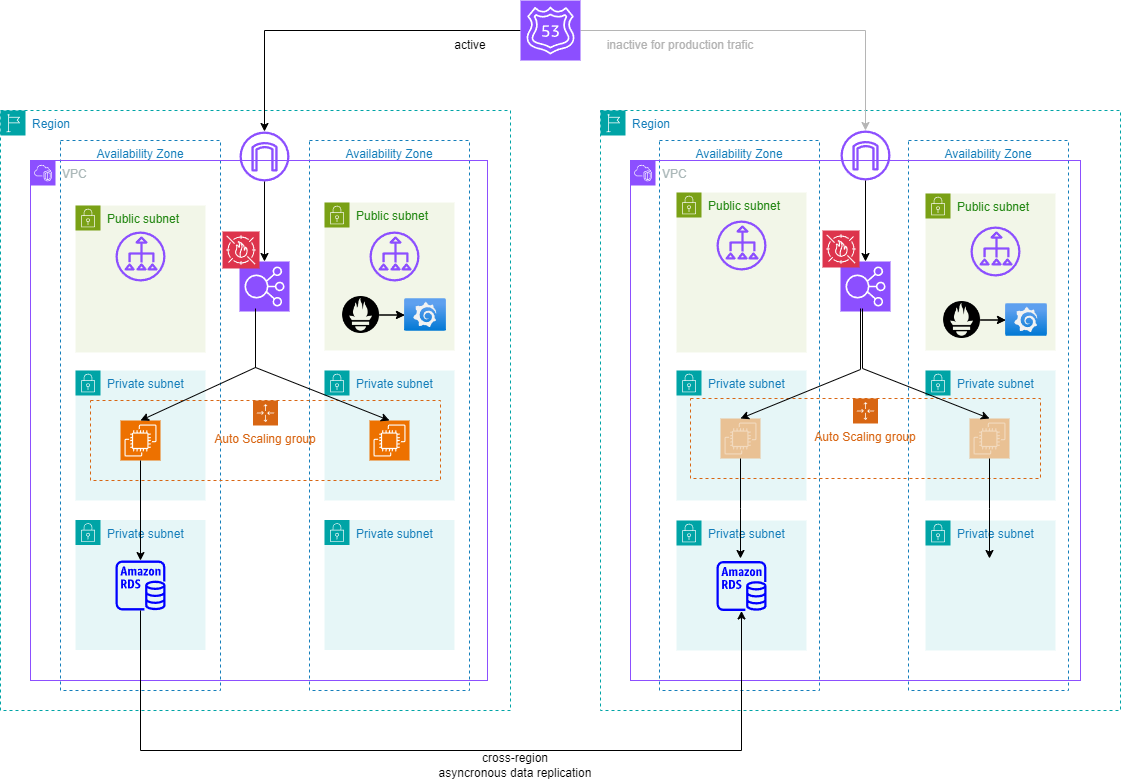 53
active
inactive for production trafic
Region
Region
Availability Zone
Availability Zone
Availability Zone
Availability Zone
VPC
VPC
Public subnet
Public subnet
Public subnet
Public subnet
Private subnet
Private subnet
Private subnet
Private subnet
Auto Scaling group
Auto Scaling group
Private subnet
Private subnet
Private subnet
Private subnet
Amazon
RDS
Amazon
RDS
cross-region
asyncronous data replication